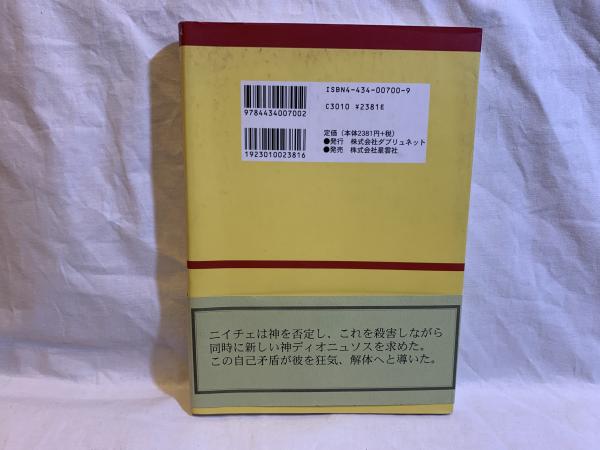 ISBN4-434-00700-9
C3010 ¥2381E
9784434007002
定価（本体2381円+税）
●発行 株式会社ダブリュネット
●発売 株式会社星雲社
1923010023816
ニイチェは神を否定し、これを殺害しながら
同時に新しい神ディオニュソスを求めた。
この自己矛盾が彼を狂気、解体へと導いた。